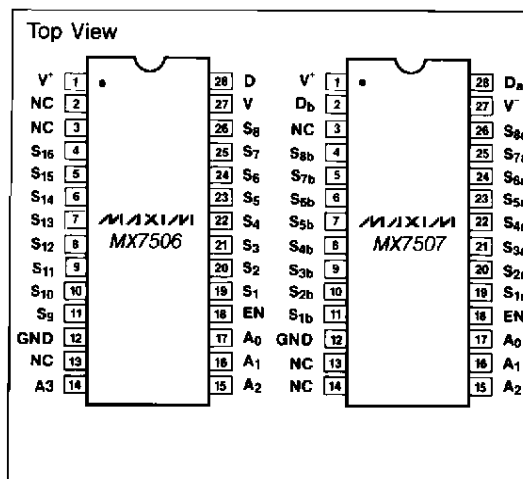 Top View
V+ 1 28 D
NC 2 27 V
NC 3 26 S8
S16 4 25 S7
S15 5 24 S6
S14 6 23 S5
S13 7 22 S4
S12 8 21 S3
S11 9 20 S2
S10 10 19 S1
S9 11 18 EN
GND 12 17 A0
NC 13 16 A1
A3 14 15 A2
MAXIM
MX7506
V+ 1 28 Da
Db 2 27 V-
NC 3 26 S8a
S8b 4 25 S7a
S7b 5 24 S6a
S6b 6 23 S5a
S5b 7 22 S4a
S4b 8 21 S3a
S3b 9 20 S2a
S2b 10 19 S1a
S1b 11 18 EN
GND 12 17 A0
NC 13 16 A1
NC 14 15 A2
MAXIM
MX7507